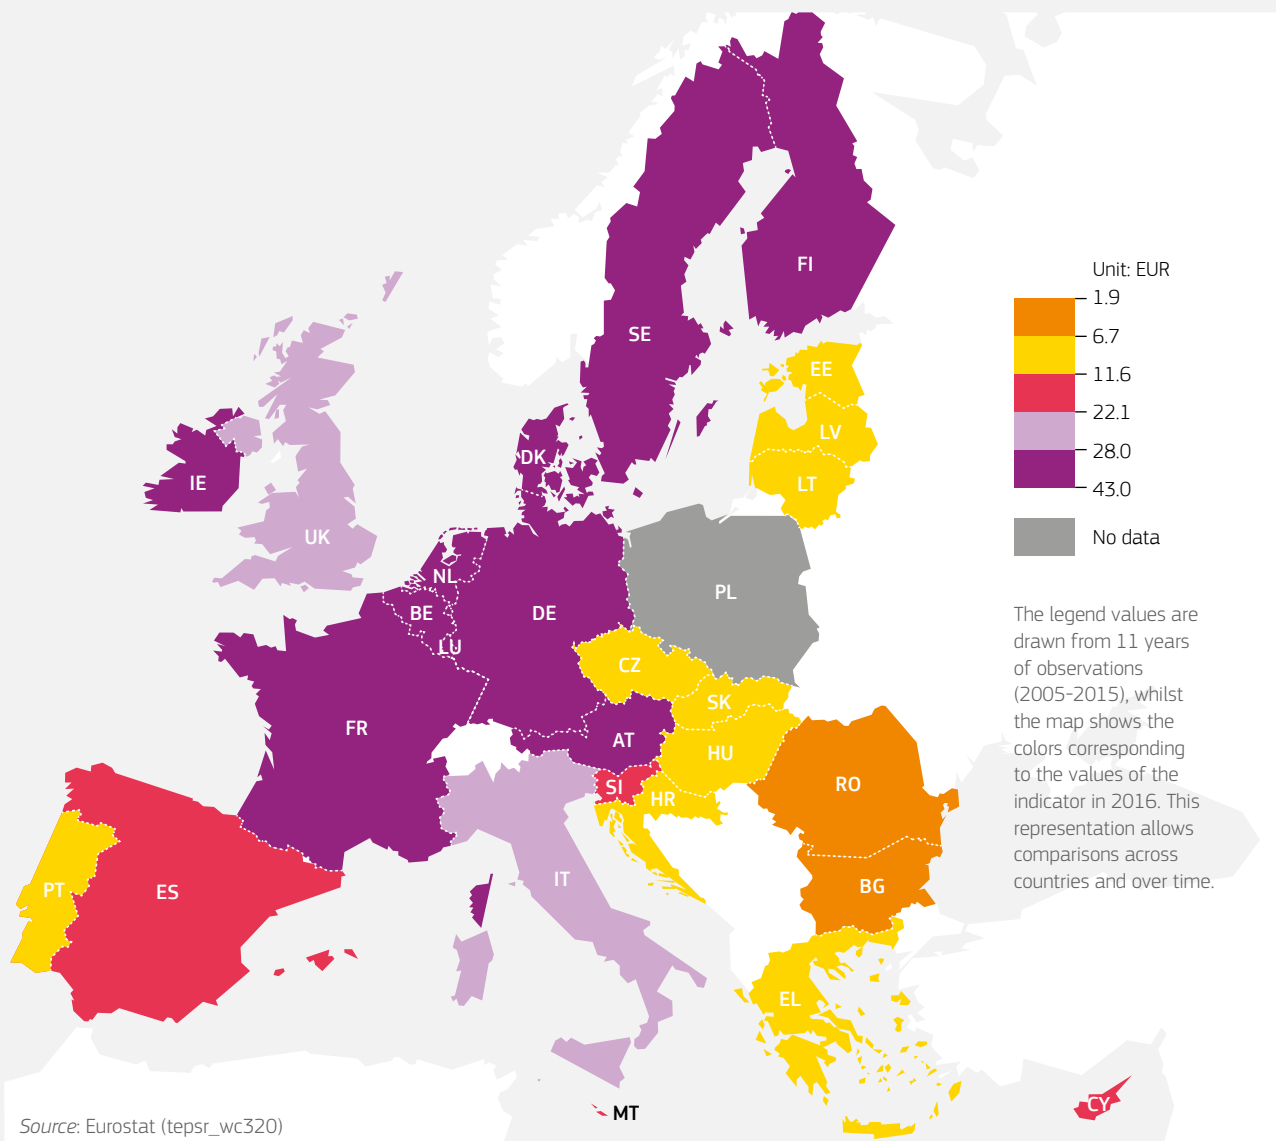 FI
SE
Unit: EUR
1.9
6.7
11.6
22.1
28.0
43.0
No data
EE
LV
LT
DK
IE
UK
NL
BE
LU
DE
PL
CZ
SK
FR
AT
HU
SI
HR
RO
PT
ES
IT
BG
EL
MT
CY
The legend values are
drawn from 11 years
of observations
(2005-2015), whilst
the map shows the
colors corresponding
to the values of the
indicator in 2016. This
representation allows
comparisons across
countries and over time.
Source: Eurostat (tepsr_wc320)